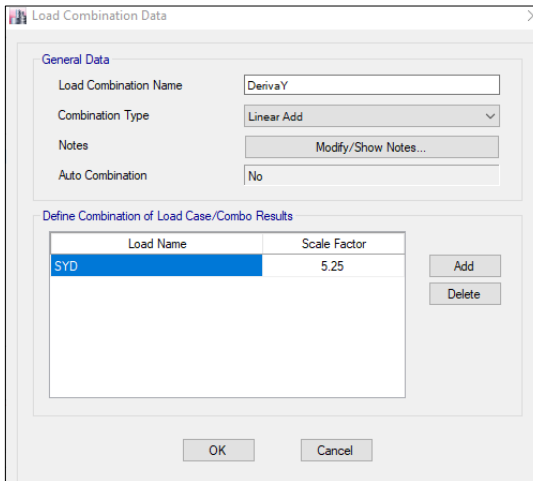 Load Combination Data
General Data
Load Combination Name DerivaY
Combination Type Linear Add
Notes Modify/Show Notes...
Auto Combination No
Define Combination of Load Case/Combo Results
Load Name Scale Factor
SYD 5.25
Add
Delete
OK Cancel